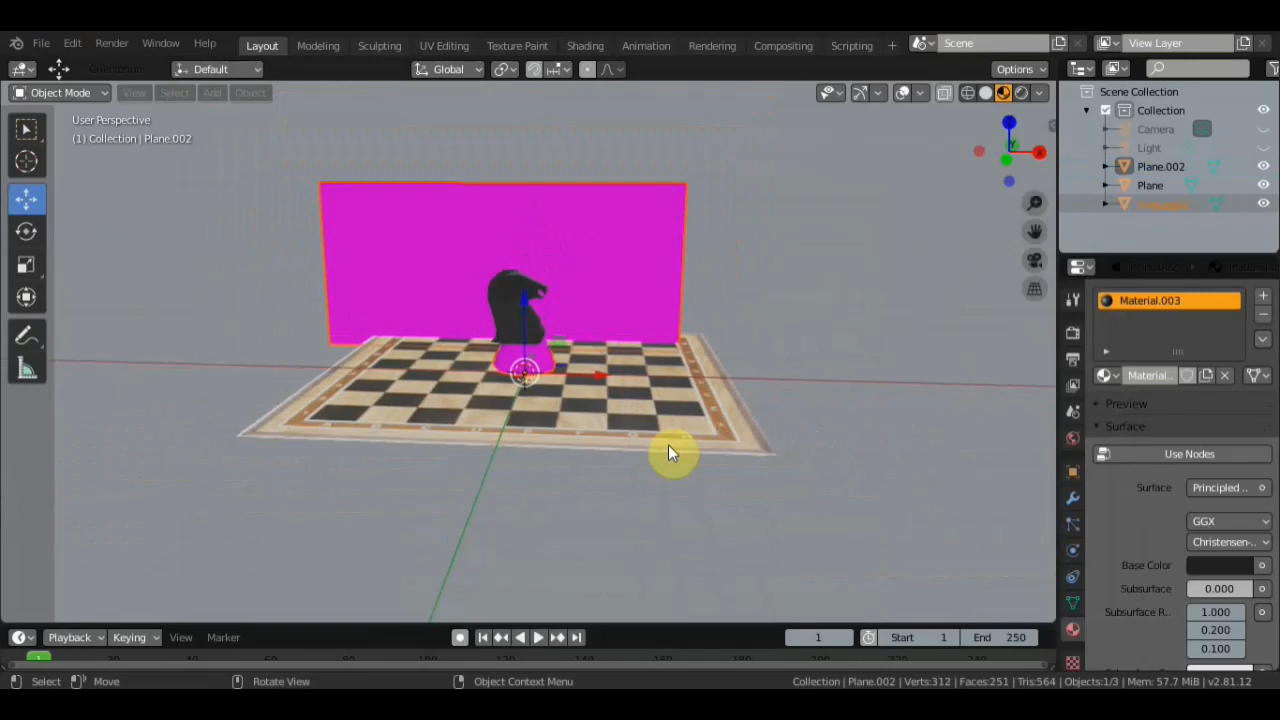 File Edit Render Window Help Layout Modeling Sculpting UV Editing Texture Paint Shading Animation Rendering Compositing Scripting + Scene View Layer
Default Global Options
Object Mode View Select Add Object
User Perspective
(1) Collection | Plane.002
Scene Collection
Collection
Camera
Light
Plane.002
Plane
Material.003
Material...
Preview
Surface
Use Nodes
Surface Principled ..
GGX
Christensen-..
Base Color
Subsurface 0.000
Subsurface R.. 1.000
0.200
0.100
Playback Keying View Marker 1 Start 1 End 250
1
Select Move Rotate View Object Context Menu Collection | Plane.002 | Verts:312 | Faces:251 | Tris:564 | Objects:1/3 | Mem: 57.7 MiB | v2.81.12